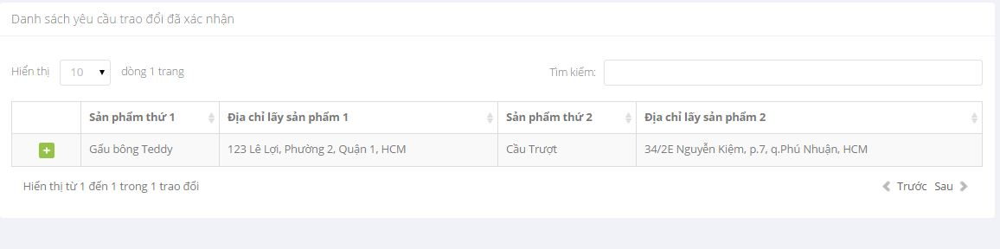 Danh sách yêu cầu trao đổi đã xác nhận
Hiển thị 10 dòng 1 trang Tìm kiếm:
Sản phẩm thứ 1 Địa chỉ lấy sản phẩm 1 Sản phẩm thứ 2 Địa chỉ lấy sản phẩm 2
Gấu bông Teddy 123 Lê Lợi, Phường 2, Quận 1, HCM Cầu Trượt 34/2E Nguyễn Kiệm, p.7, q.Phú Nhuận, HCM
Hiển thị từ 1 đến 1 trong 1 trao đổi Trước Sau